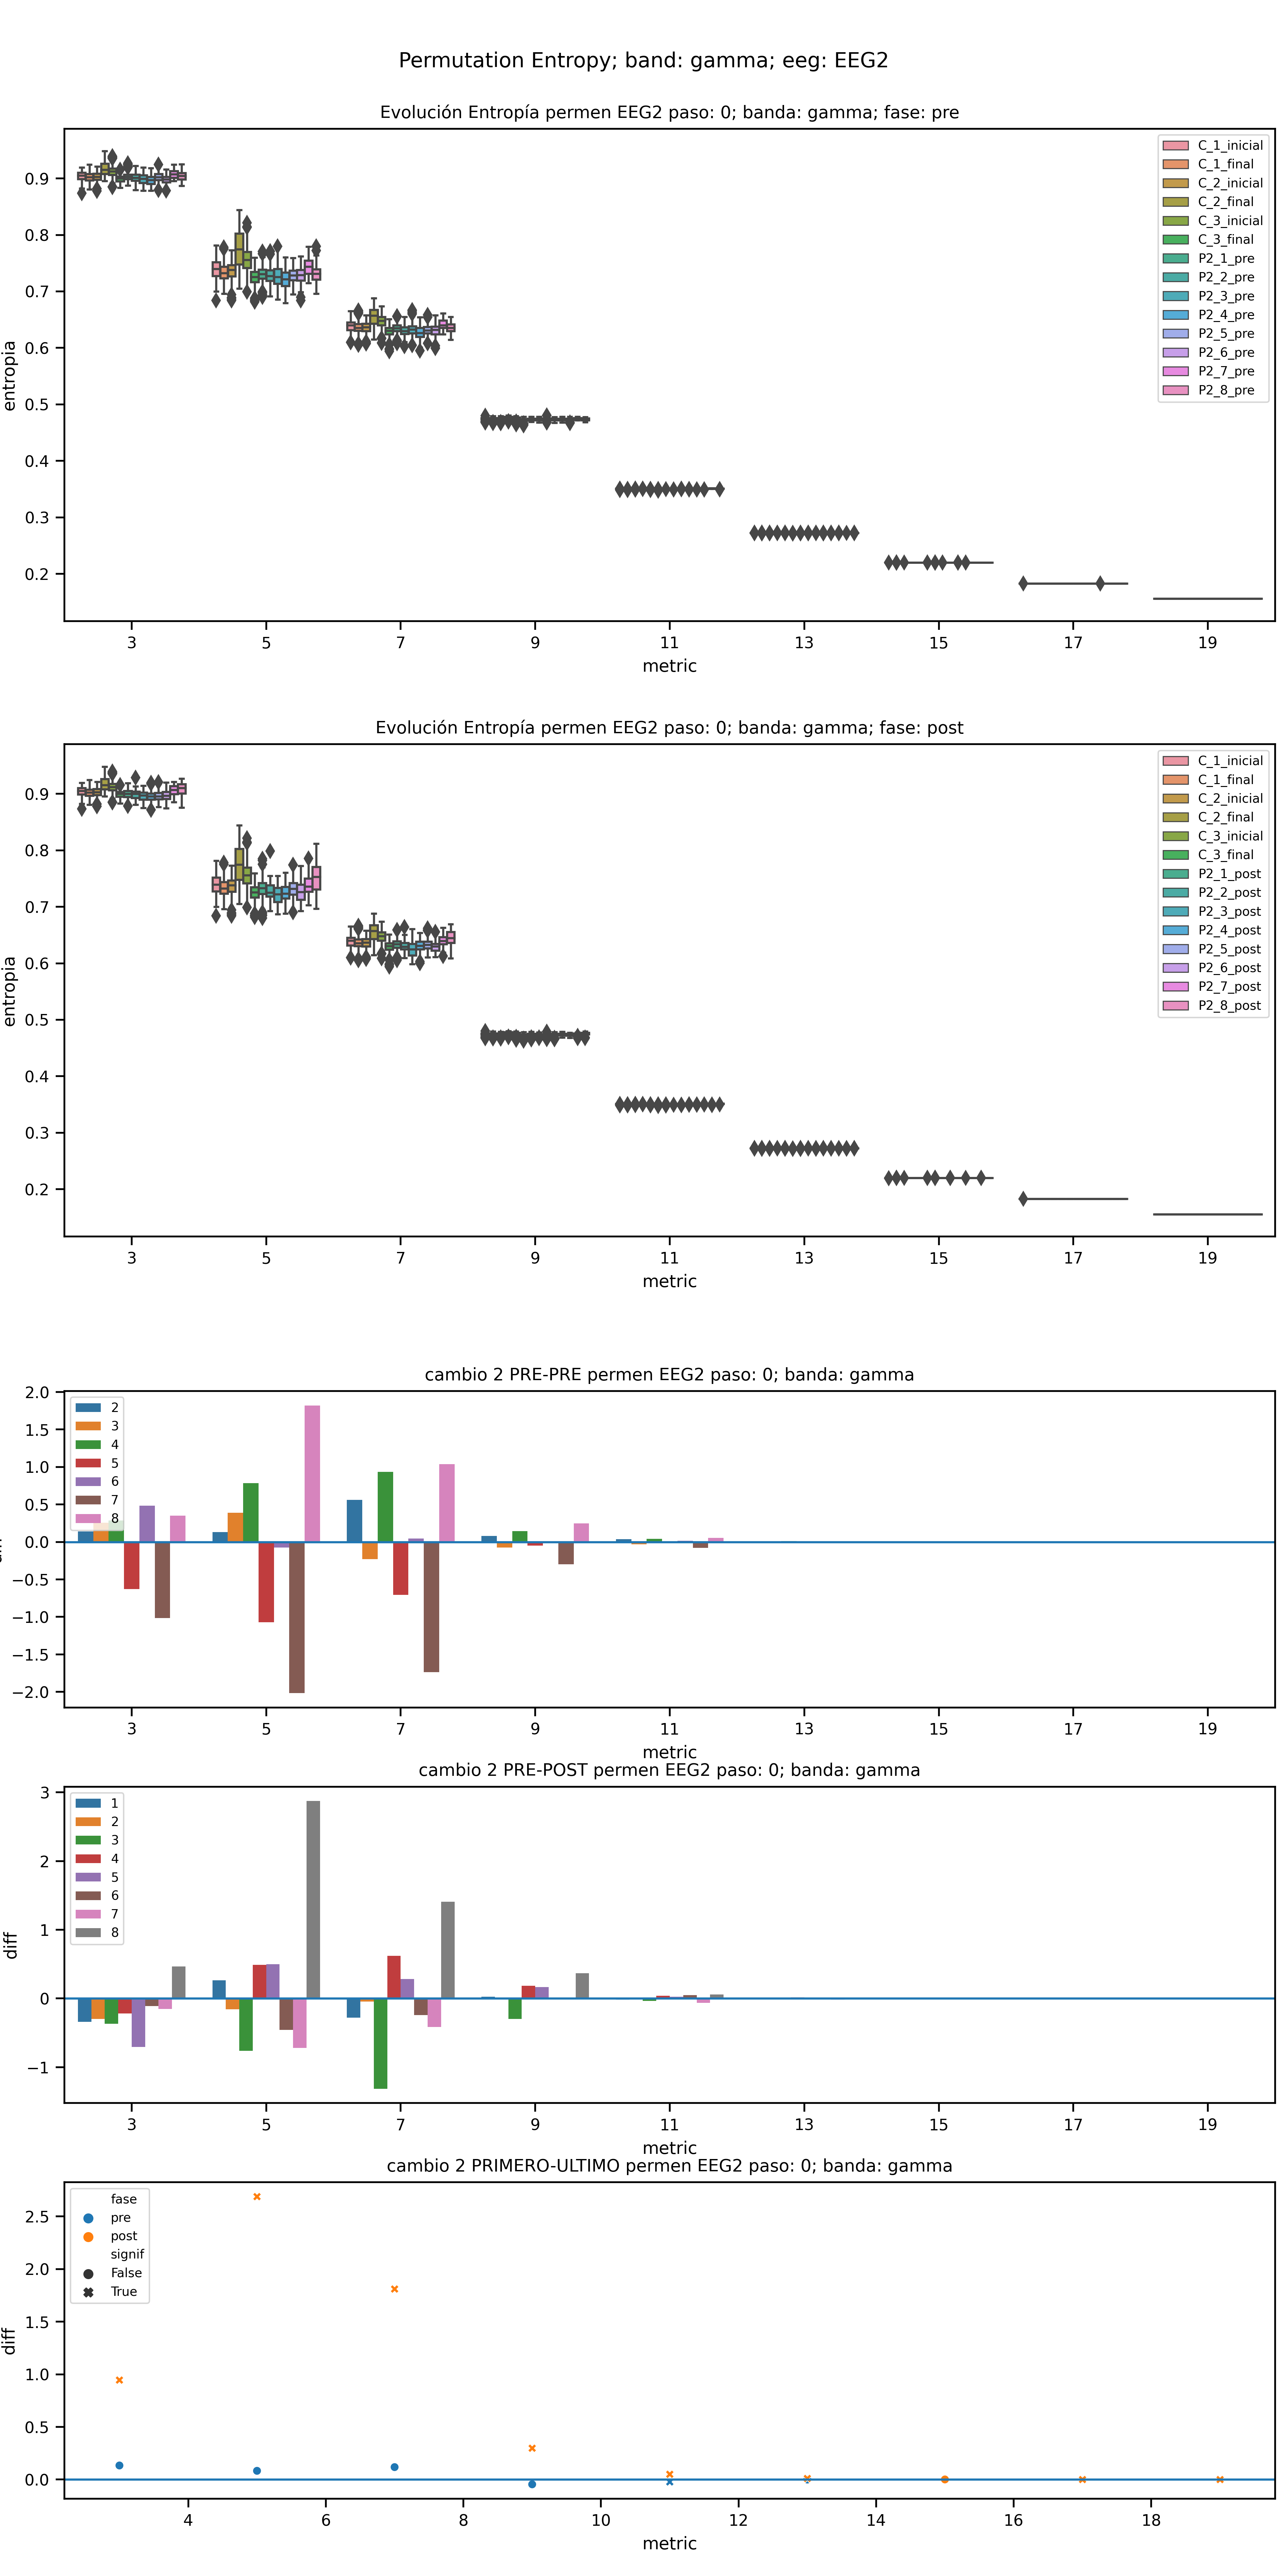 Permutation Entropy; band: gamma; eeg: EEG2
Evolución Entropía permen EEG2 paso: 0; banda: gamma; fase: pre
entropia
0.9
0.8
0.7
0.6
0.5
0.4
0.3
0.2
C_1_inicial
C_1_final
C_2_inicial
C_2_final
C_3_inicial
C_3_final
P2_1_pre
P2_2_pre
P2_3_pre
P2_4_pre
P2_5_pre
P2_6_pre
P2_7_pre
P2_8_pre
3 5 7 9 11 13 15 17 19
metric
Evolución Entropía permen EEG2 paso: 0; banda: gamma; fase: post
entropia
0.9
0.8
0.7
0.6
0.5
0.4
0.3
0.2
C_1_inicial
C_1_final
C_2_inicial
C_2_final
C_3_inicial
C_3_final
P2_1_post
P2_2_post
P2_3_post
P2_4_post
P2_5_post
P2_6_post
P2_7_post
P2_8_post
3 5 7 9 11 13 15 17 19
metric
cambio 2 PRE-PRE permen EEG2 paso: 0; banda: gamma
2.0
1.5
1.0
0.5
0.0
−0.5
−1.0
−1.5
−2.0
2
3
4
5
6
7
8
3 5 7 9 11 13 15 17 19
metric
cambio 2 PRE-POST permen EEG2 paso: 0; banda: gamma
diff
3
2
1
0
−1
1
2
3
4
5
6
7
8
3 5 7 9 11 13 15 17 19
metric
cambio 2 PRIMERO-ULTIMO permen EEG2 paso: 0; banda: gamma
diff
2.5
2.0
1.5
1.0
0.5
0.0
fase
pre
post
signif
False
True
4 6 8 10 12 14 16 18
metric